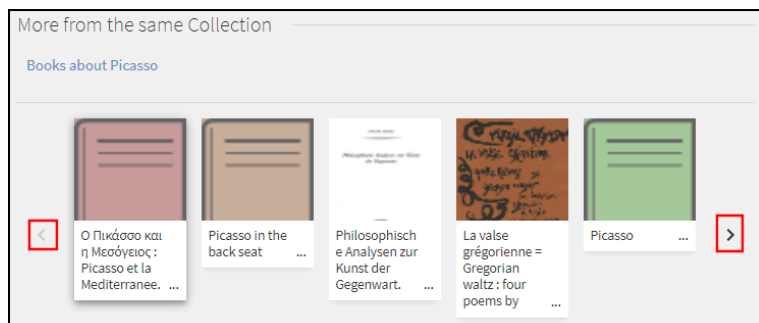 More from the same Collection
Books about Picasso
Ο Πικάσσο και
η Μεσόγειος :
Picasso et la
Mediterranee. ...
Picasso in the
back seat ...
Philosophisch
e Analysen zur
Kunst der
Gegenwart. ...
La valse
grégorienne =
Gregorian
waltz : four
poems by ...
Picasso ...